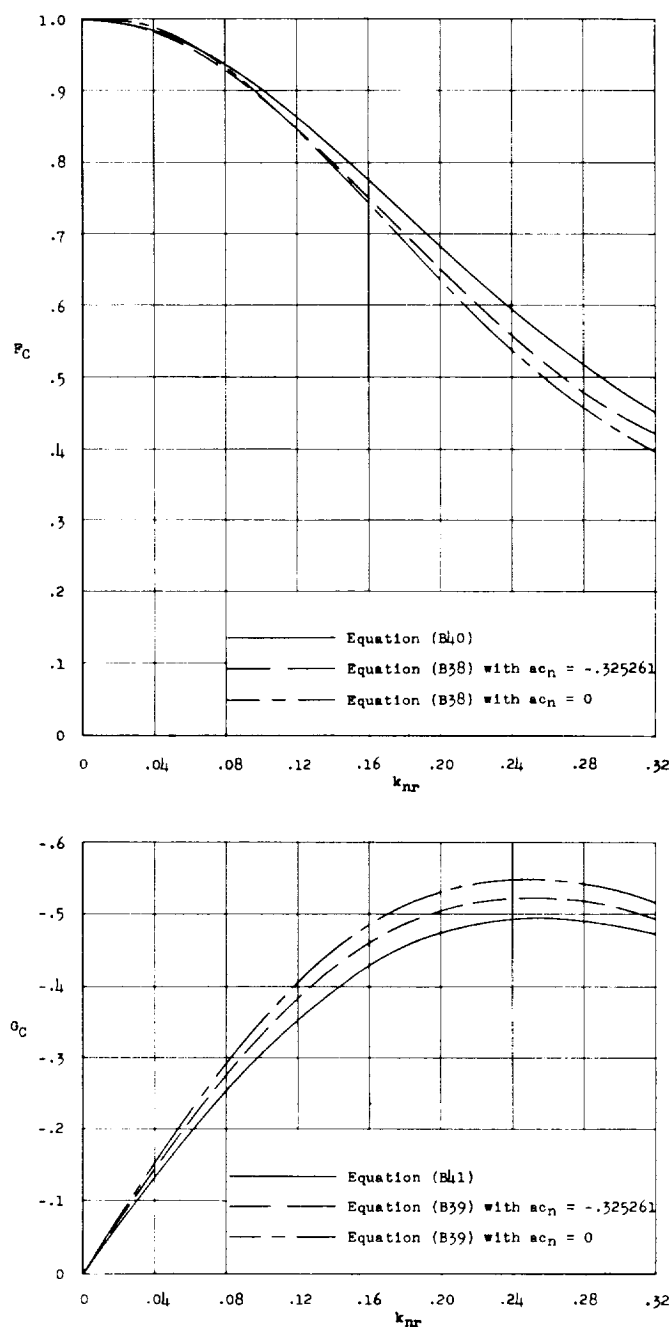 1.0
.9
.8
.7
.6
F_C
.5
.4
.3
.2
.1
0
Equation (B40)
Equation (B38) with ac_n = -.325261
Equation (B38) with ac_n = 0
0 .04 .08 .12 .16 .20 .24 .28 .32
k_nr
-.6
-.5
-.4
G_C
-.3
-.2
-.1
0
Equation (B41)
Equation (B39) with ac_n = -.325261
Equation (B39) with ac_n = 0
0 .04 .08 .12 .16 .20 .24 .28 .32
k_nr